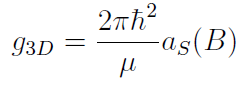 g_{3D} = \frac{2\pi\hbar^2}{\mu} a_S(B)